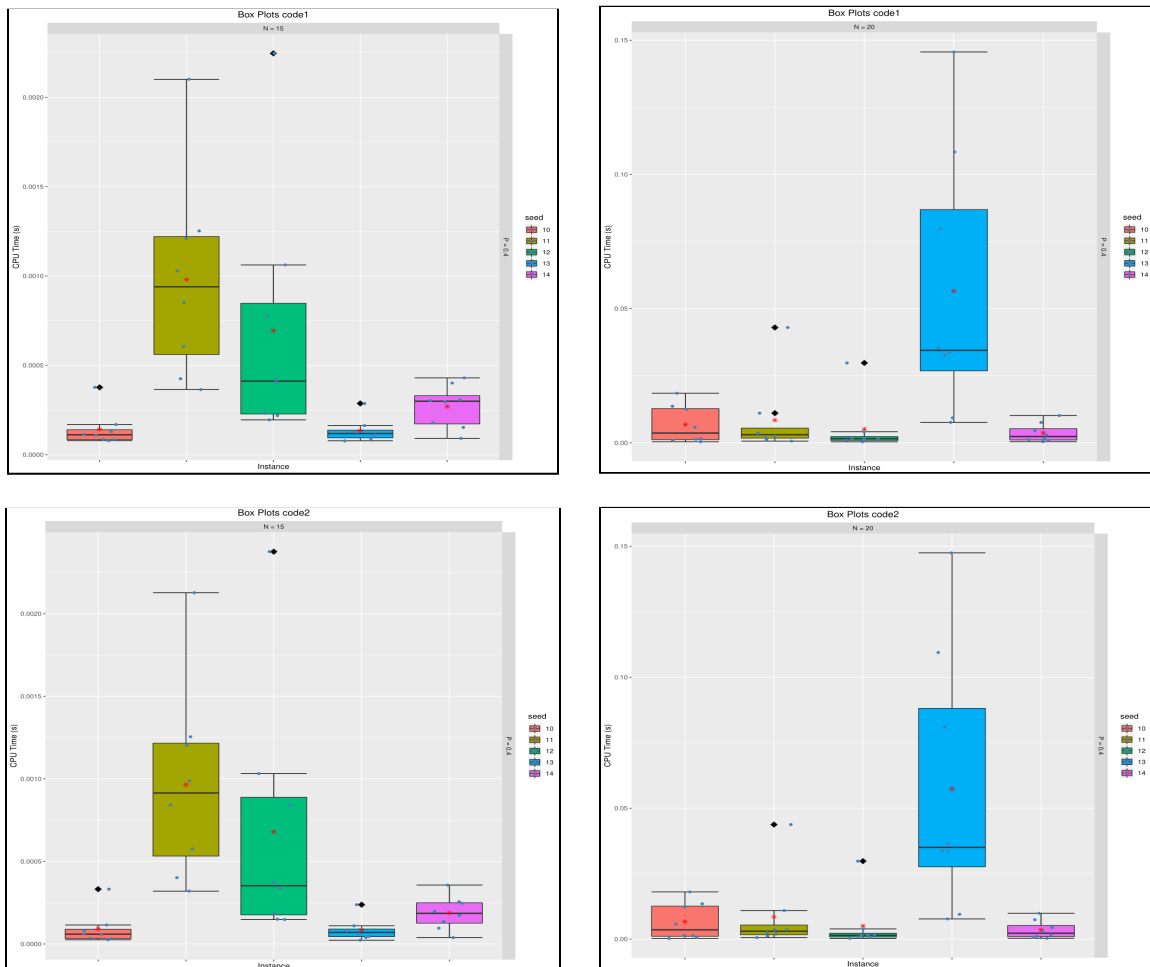 Box Plots code1
N = 15
0.0020
0.0015
0.0010
0.0005
0.0000
CPU Time (s)
Instance
P = 0.4
seed
10
11
12
13
14
Box Plots code1
N = 20
0.15
0.10
0.05
0.00
CPU Time (s)
Instance
P = 0.4
seed
10
11
12
13
14
Box Plots code2
N = 15
0.0020
0.0015
0.0010
0.0005
0.0000
CPU Time (s)
Instance
P = 0.4
seed
10
11
12
13
14
Box Plots code2
N = 20
0.15
0.10
0.05
0.00
CPU Time (s)
Instance
P = 0.4
seed
10
11
12
13
14